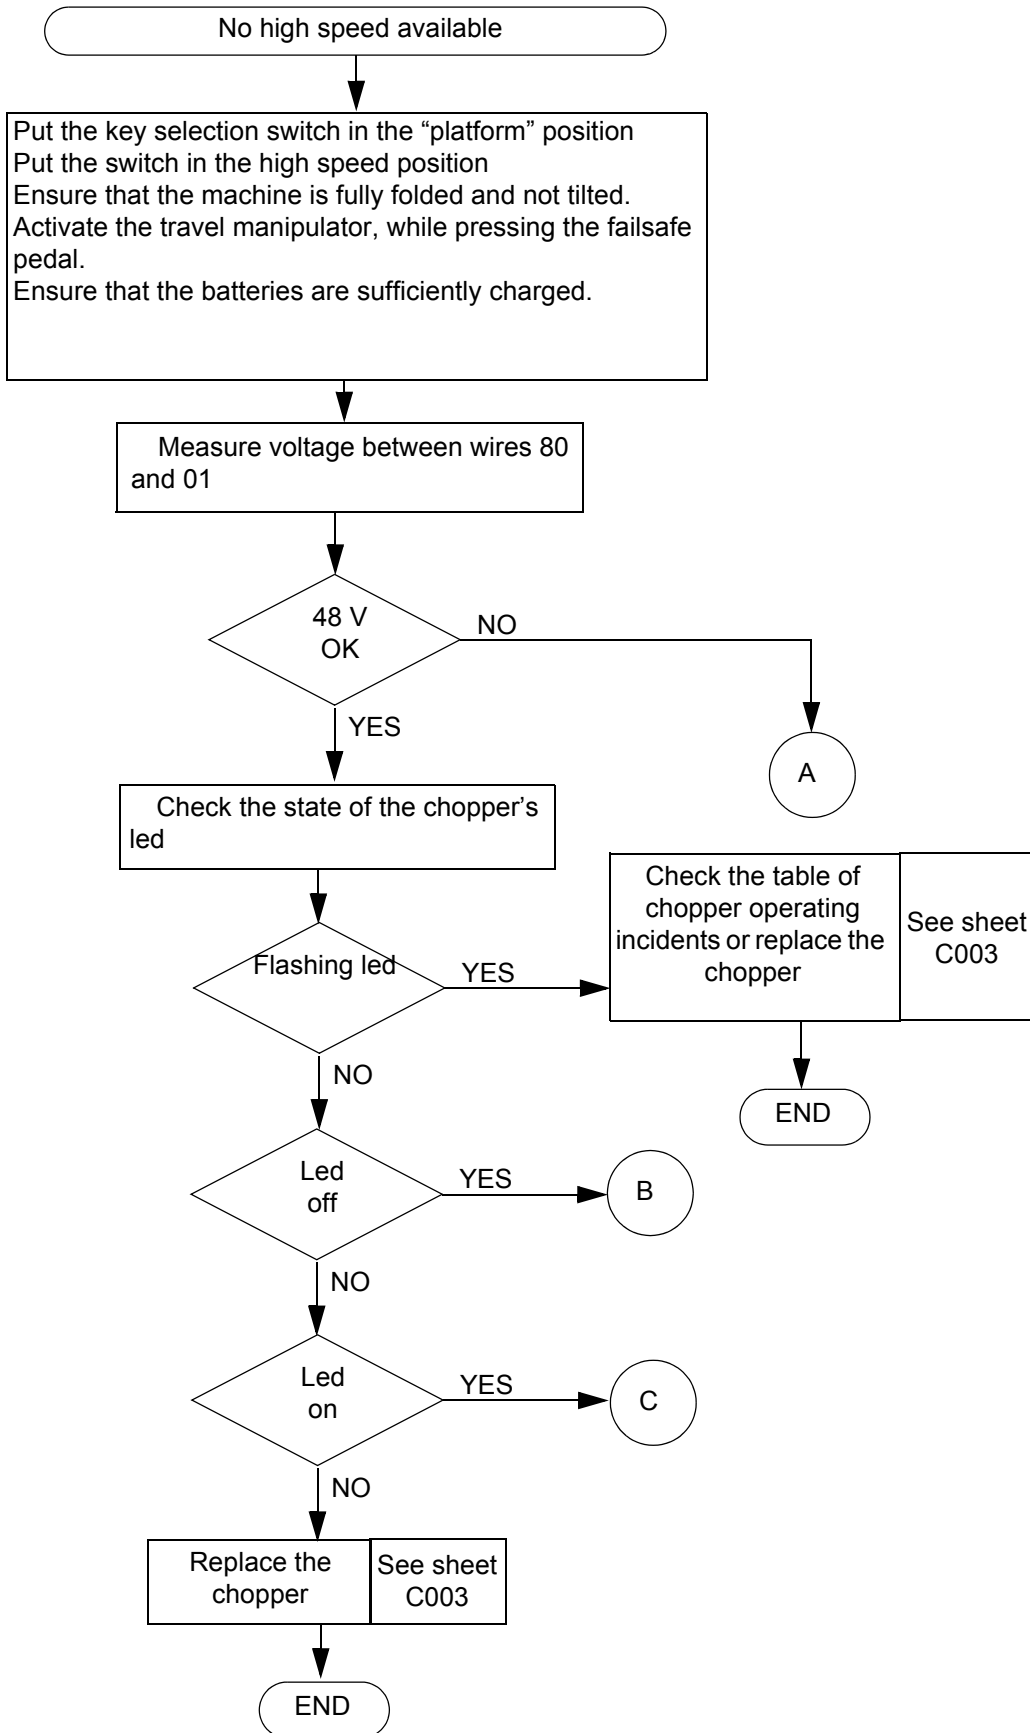 No high speed available
Put the key selection switch in the “platform” position
Put the switch in the high speed position
Ensure that the machine is fully folded and not tilted.
Activate the travel manipulator, while pressing the failsafe
pedal.
Ensure that the batteries are sufficiently charged.
Measure voltage between wires 80
and 01
48 V
OK
NO
YES
A
Check the state of the chopper’s
led
Flashing led
YES
Check the table of
chopper operating
incidents or replace the
chopper
See sheet
C003
END
NO
Led
off
YES
B
NO
Led
on
YES
C
NO
Replace the
chopper
See sheet
C003
END